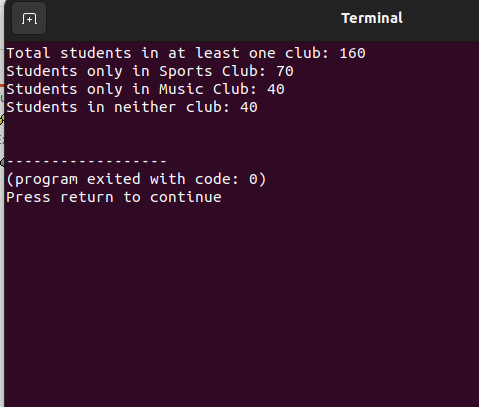 Terminal
Total students in at least one club: 160
Students only in Sports Club: 70
Students only in Music Club: 40
Students in neither club: 40
------------------
(program exited with code: 0)
Press return to continue